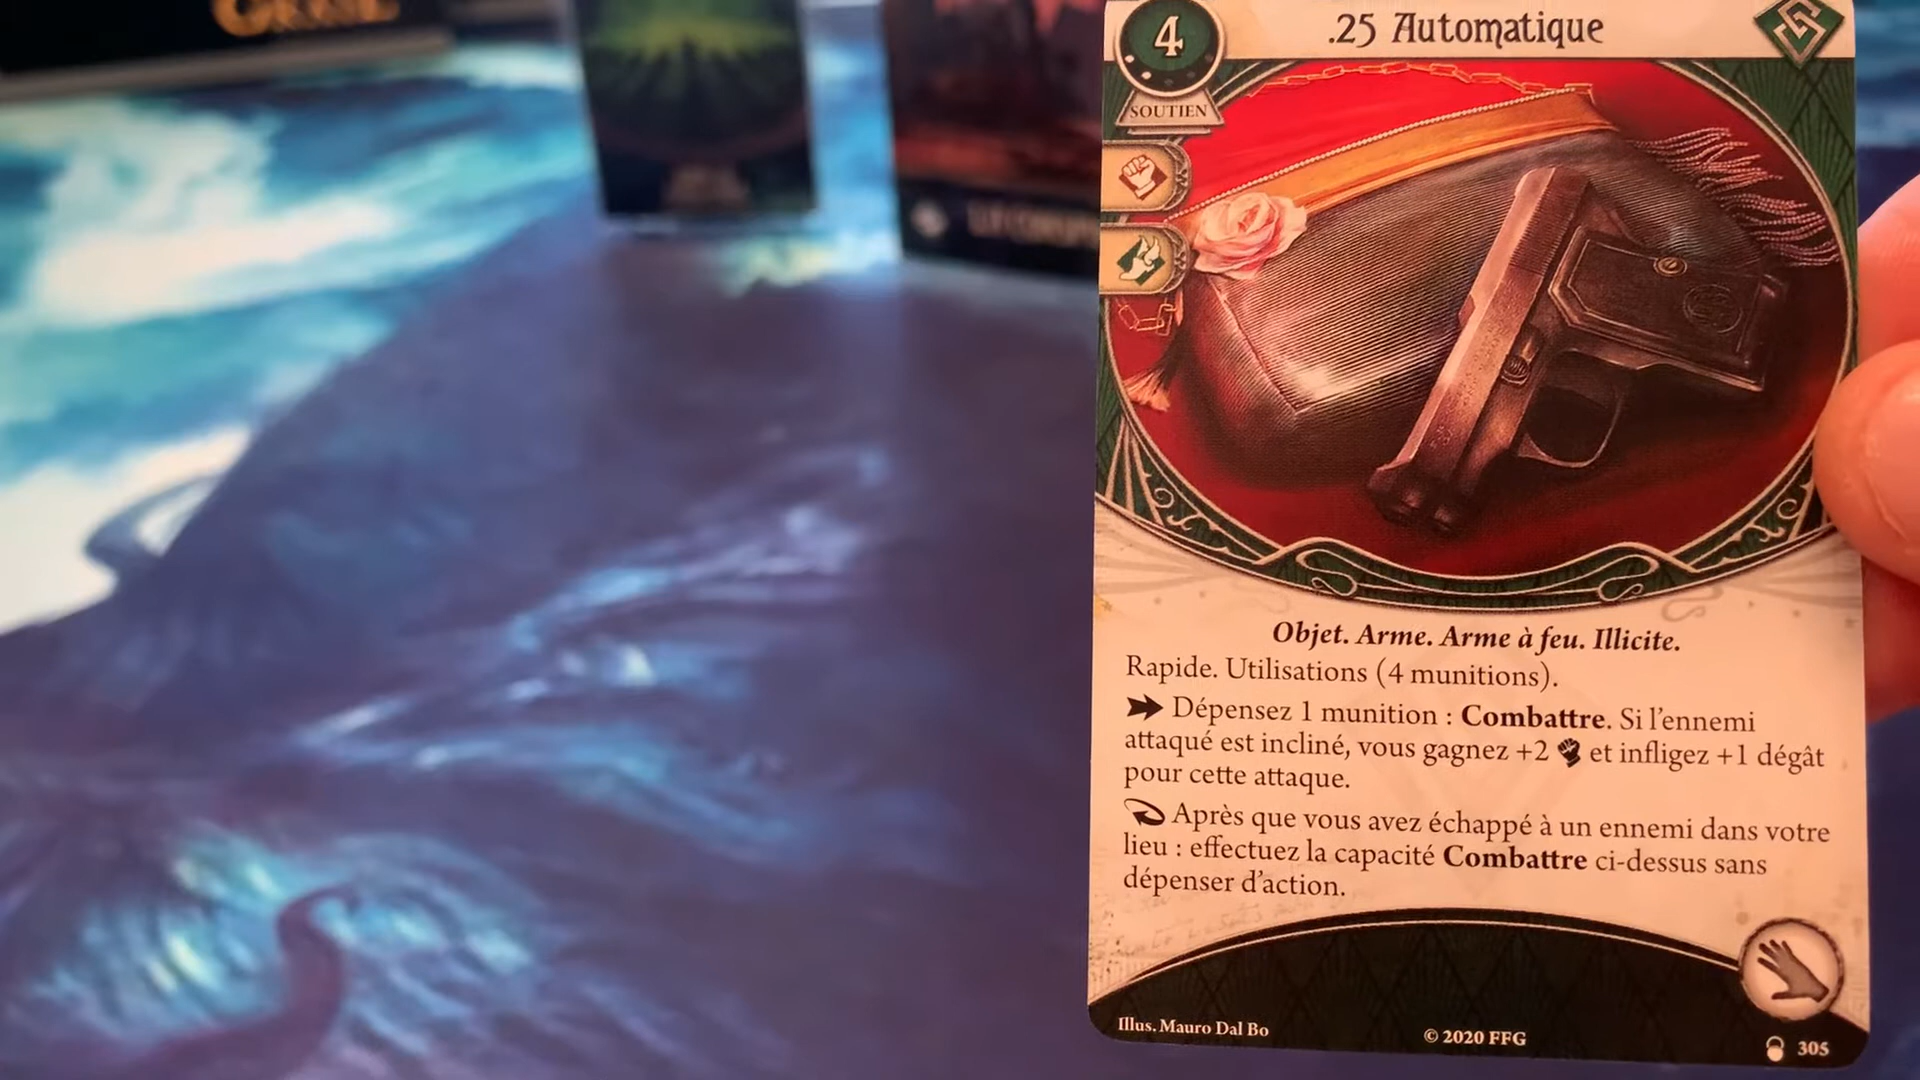 4
.25 Automatique
SOUTIEN
Objet. Arme. Arme à feu. Illicite.
Rapide. Utilisations (4 munitions).
Dépensez 1 munition : Combattre. Si l'ennemi
attaqué est incliné, vous gagnez +2 et infligez +1 dégât
pour cette attaque.
Après que vous avez échappé à un ennemi dans votre
lieu : effectuez la capacité Combattre ci-dessus sans
dépenser d'action.
Illus. Mauro Dal Bo
© 2020 FFG
305